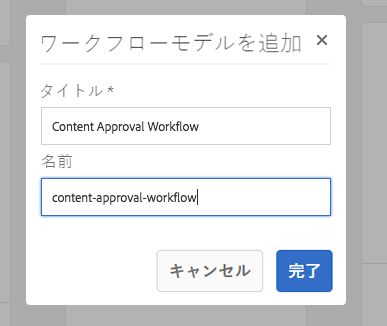 ワークフローモデルを追加 ×
タイトル *
Content Approval Workflow
名前
content-approval-workflow
キャンセル 完了